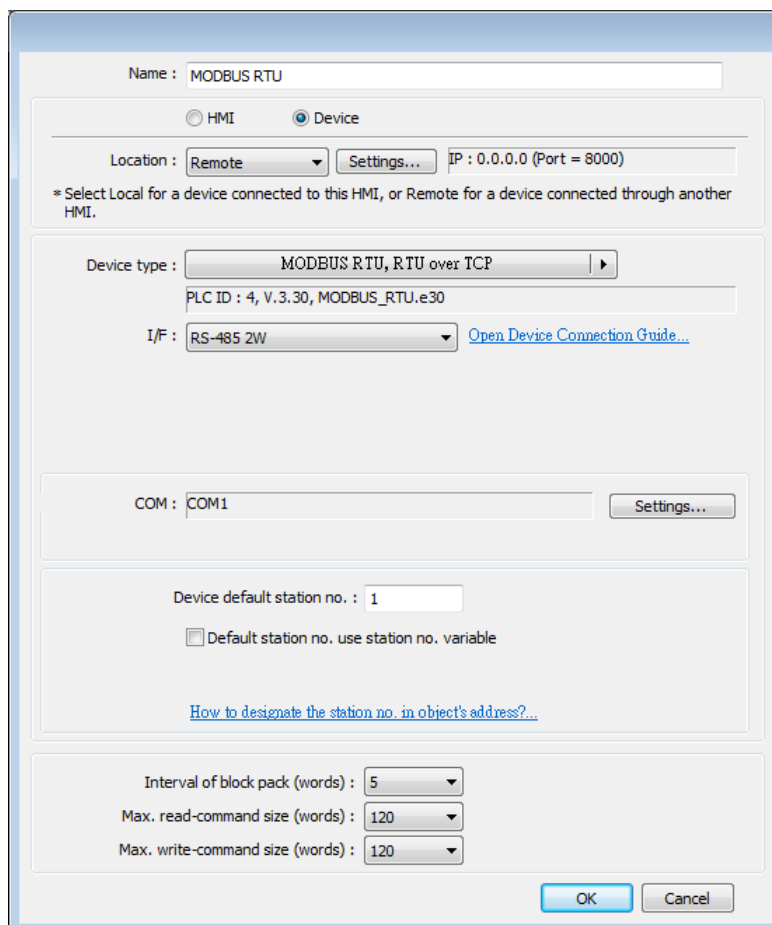 Name : MODBUS RTU
HMI Device
Location : Remote Settings... IP : 0.0.0.0 (Port = 8000)
* Select Local for a device connected to this HMI, or Remote for a device connected through another
HMI.
Device type : MODBUS RTU, RTU over TCP
PLC ID : 4, V.3.30, MODBUS_RTU.e30
I/F : RS-485 2W Open Device Connection Guide...
COM : COM1 Settings...
Device default station no. : 1
Default station no. use station no. variable
How to designate the station no. in object's address?...
Interval of block pack (words) : 5
Max. read-command size (words) : 120
Max. write-command size (words) : 120
OK Cancel